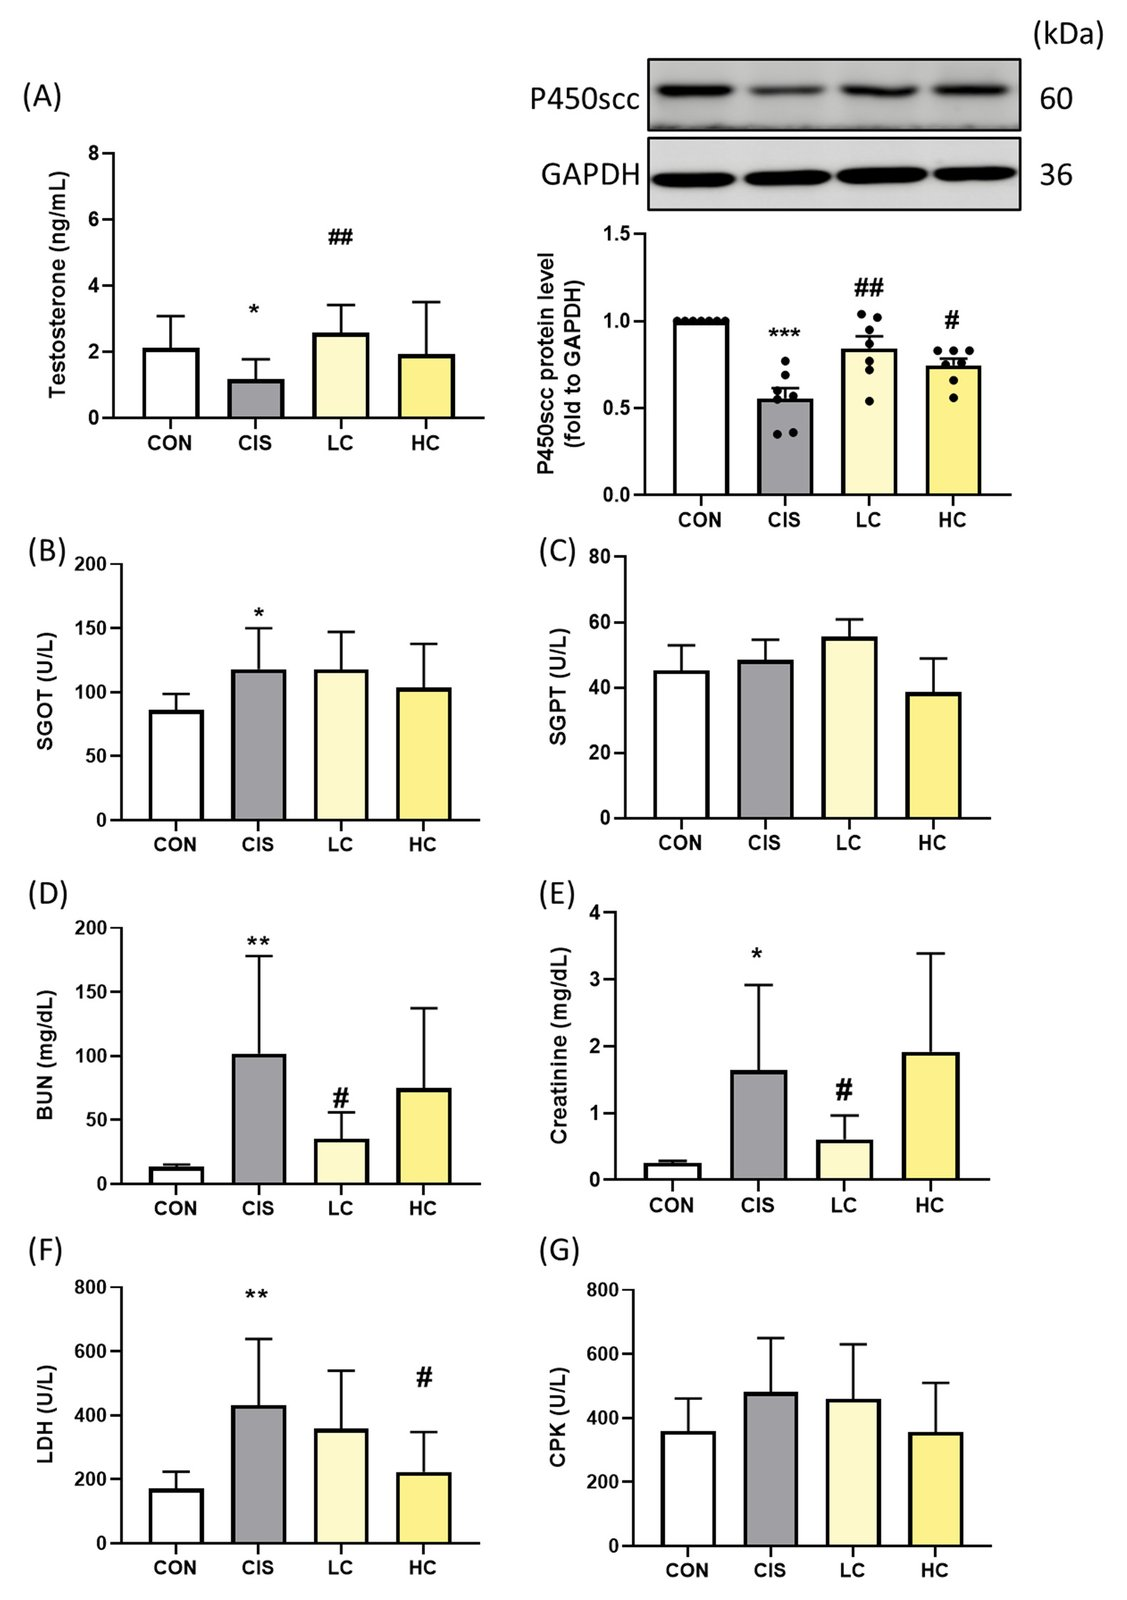 (kDa)
(A)
P450scc 60
GAPDH 36
Testosterone (ng/mL)
8
6
4
2
0
*
##
CON CIS LC HC
P450scc protein level
(fold to GAPDH)
1.5
1.0
0.5
0.0
***
##
#
CON CIS LC HC
(B)
SGOT (U/L)
200
150
100
50
0
*
CON CIS LC HC
(C)
SGPT (U/L)
80
60
40
20
0
CON CIS LC HC
(D)
BUN (mg/dL)
200
150
100
50
0
**
#
CON CIS LC HC
(E)
Creatinine (mg/dL)
4
3
2
1
0
*
#
CON CIS LC HC
(F)
LDH (U/L)
800
600
400
200
0
**
#
CON CIS LC HC
(G)
CPK (U/L)
800
600
400
200
0
CON CIS LC HC